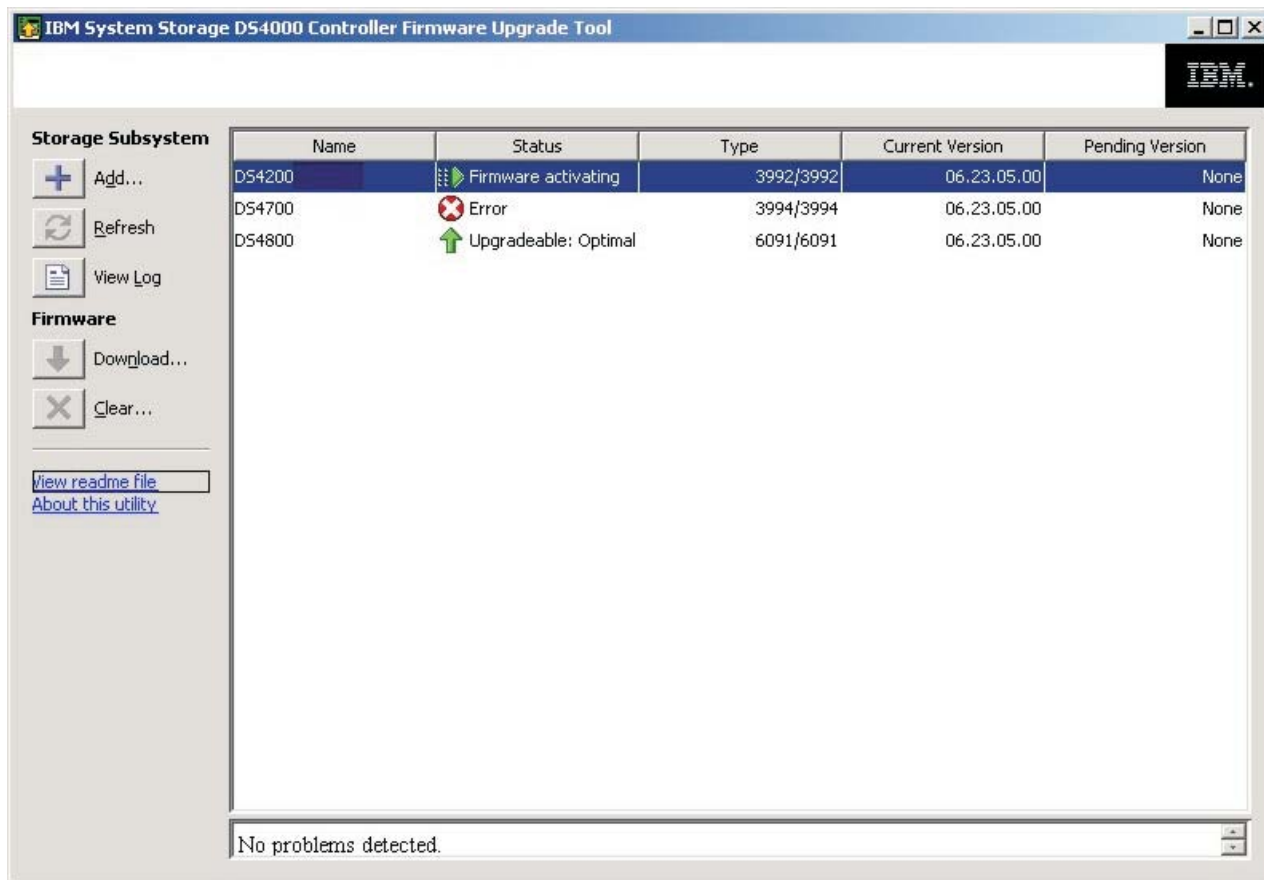 IBM System Storage DS4000 Controller Firmware Upgrade Tool
IBM.
Storage Subsystem
Add...
Refresh
View Log
Firmware
Download...
Clear...
View readme file
About this utility
Name Status Type Current Version Pending Version
DS4200 Firmware activating 3992/3992 06.23.05.00 None
DS4700 Error 3994/3994 06.23.05.00 None
DS4800 Upgradeable: Optimal 6091/6091 06.23.05.00 None
No problems detected.